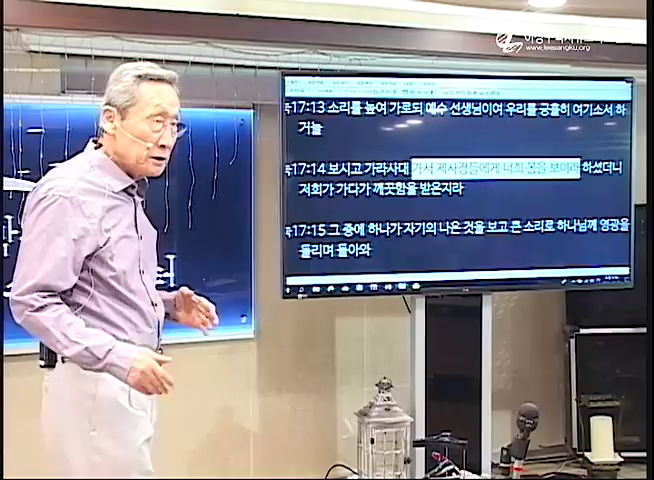 www.leesangku.org
눅17:13 소리를 높여 가로되 예수 선생님이여 우리를 긍휼히 여기소서 하
거늘
눅17:14 보시고 가라사대 가서 제사장들에게 너희 몸을 보이라 하셨더니
저희가 가다가 깨끗함을 받은지라
눅17:15 그 중에 하나가 자기의 나은 것을 보고 큰 소리로 하나님께 영광을
돌리며 돌아와